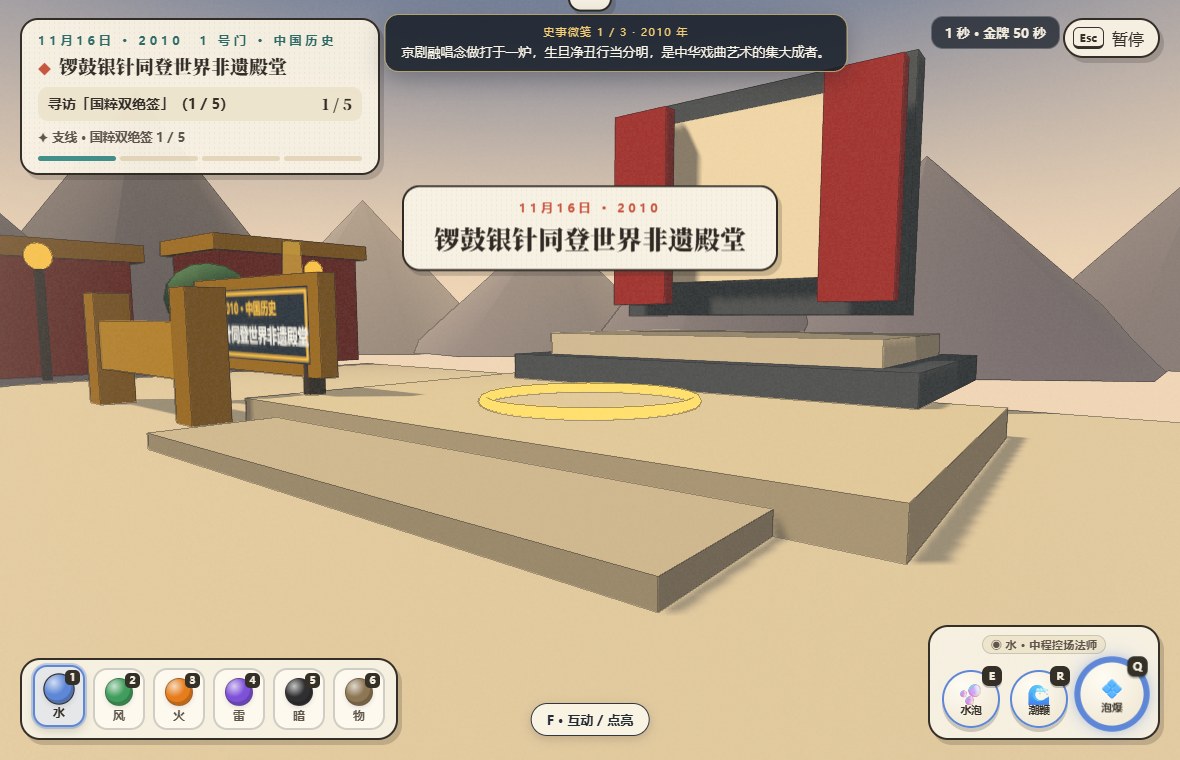 11月16日 • 2010 1 号门 • 中国历史
锣鼓银针同登世界非遗殿堂
寻访「国粹双绝签」（1 / 5） 1 / 5
支线 • 国粹双绝签 1 / 5
史事微笺 1 / 3 · 2010 年
京剧融唱念做打于一炉，生旦净丑行当分明，是中华戏曲艺术的集大成者。
1 秒 • 金牌 50 秒
Esc 暂停
11月16日 • 2010
锣鼓银针同登世界非遗殿堂
010 • 中国历史
同登世界非遗殿堂
1 水
2 风
3 火
4 雷
5 暗
6 物
F • 互动 / 点亮
水 • 中程控场法师
E 水泡
R 潮鞭
Q 泡爆